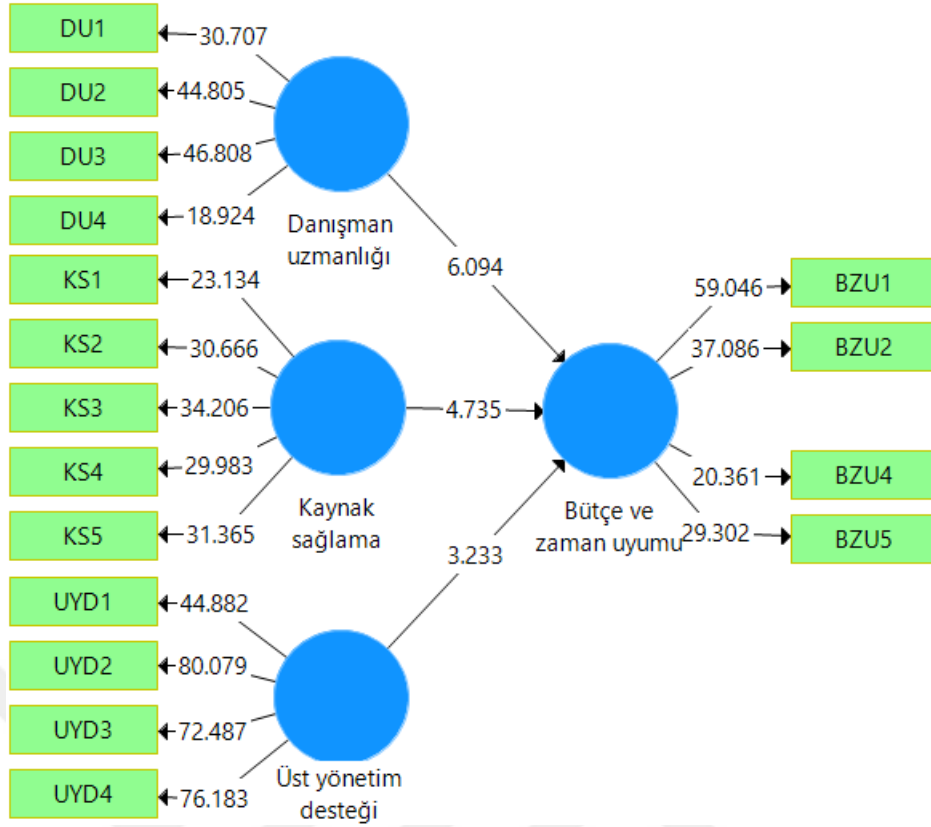 DU1
30.707
DU2
44.805
DU3
46.808
DU4
18.924
Danışman
uzmanlığı
6.094
KS1
23.134
KS2
30.666
KS3
34.206
KS4
29.983
KS5
31.365
Kaynak
sağlama
4.735
BZU1
59.046
BZU2
37.086
BZU4
20.361
BZU5
29.302
Bütçe ve
zaman uyumu
3.233
UYD1
44.882
UYD2
80.079
UYD3
72.487
UYD4
76.183
Üst yönetim
desteği